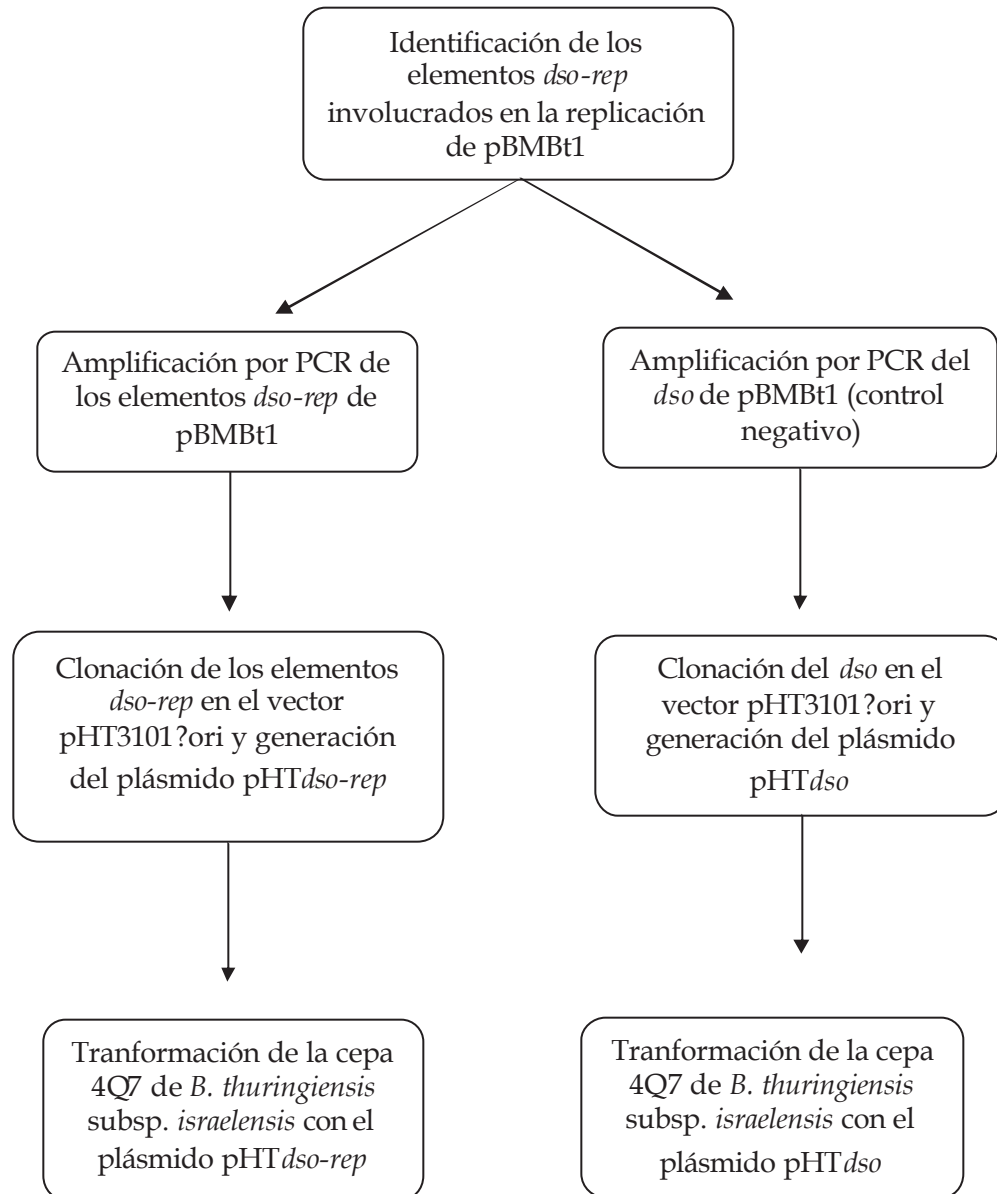 Identificación de los
elementos dso-rep
involucrados en la replicación
de pBMBt1
Amplificación por PCR de
los elementos dso-rep de
pBMBt1
Amplificación por PCR del
dso de pBMBt1 (control
negativo)
Clonación de los elementos
dso-rep en el vector
pHT3101?ori y generación
del plásmido pHTdso-rep
Clonación del dso en el
vector pHT3101?ori y
generación del plásmido
pHTdso
Tranformación de la cepa
4Q7 de B. thuringiensis
subsp. israelensis con el
plásmido pHTdso-rep
Tranformación de la cepa
4Q7 de B. thuringiensis
subsp. israelensis con el
plásmido pHTdso